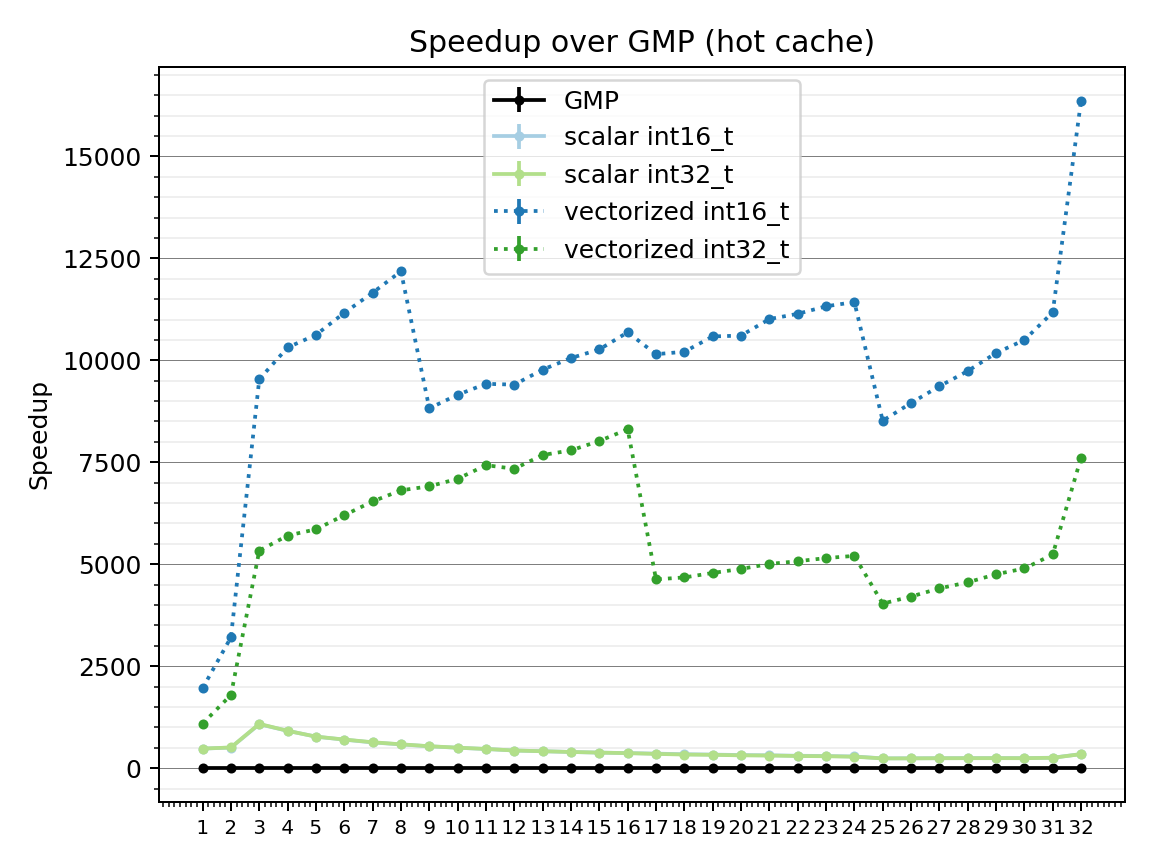 Speedup over GMP (hot cache)
GMP
scalar int16_t
scalar int32_t
vectorized int16_t
vectorized int32_t
Speedup
15000
12500
10000
7500
5000
2500
0
1 2 3 4 5 6 7 8 9 10 11 12 13 14 15 16 17 18 19 20 21 22 23 24 25 26 27 28 29 30 31 32